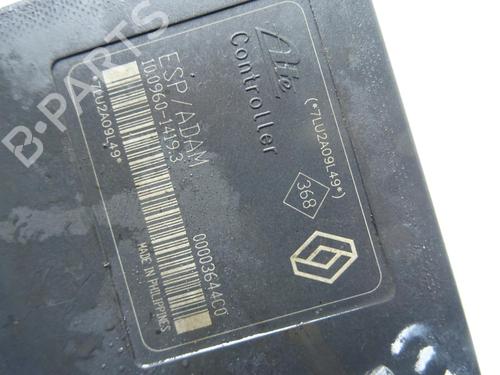 Ate
Controller
(*7LU2A09L49*)
368
ESP/ADAM
10.0960-1419.3
00003644C0
*7LU2A09L49*
MADE IN PHILIPPINES
B-PARTS